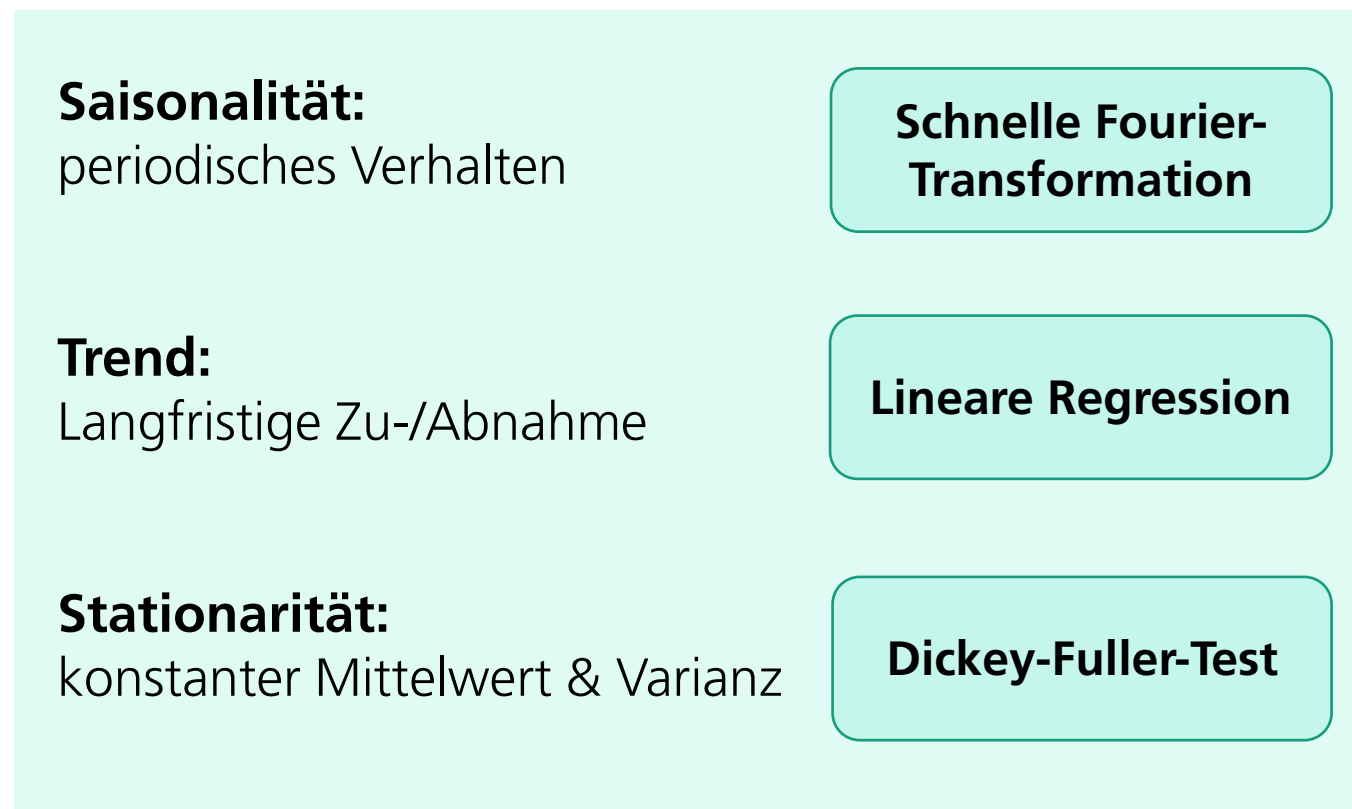 Saisonalität:
periodisches Verhalten
Schnelle Fourier-
Transformation
Trend:
Langfristige Zu-/Abnahme
Lineare Regression
Stationarität:
konstanter Mittelwert & Varianz
Dickey-Fuller-Test